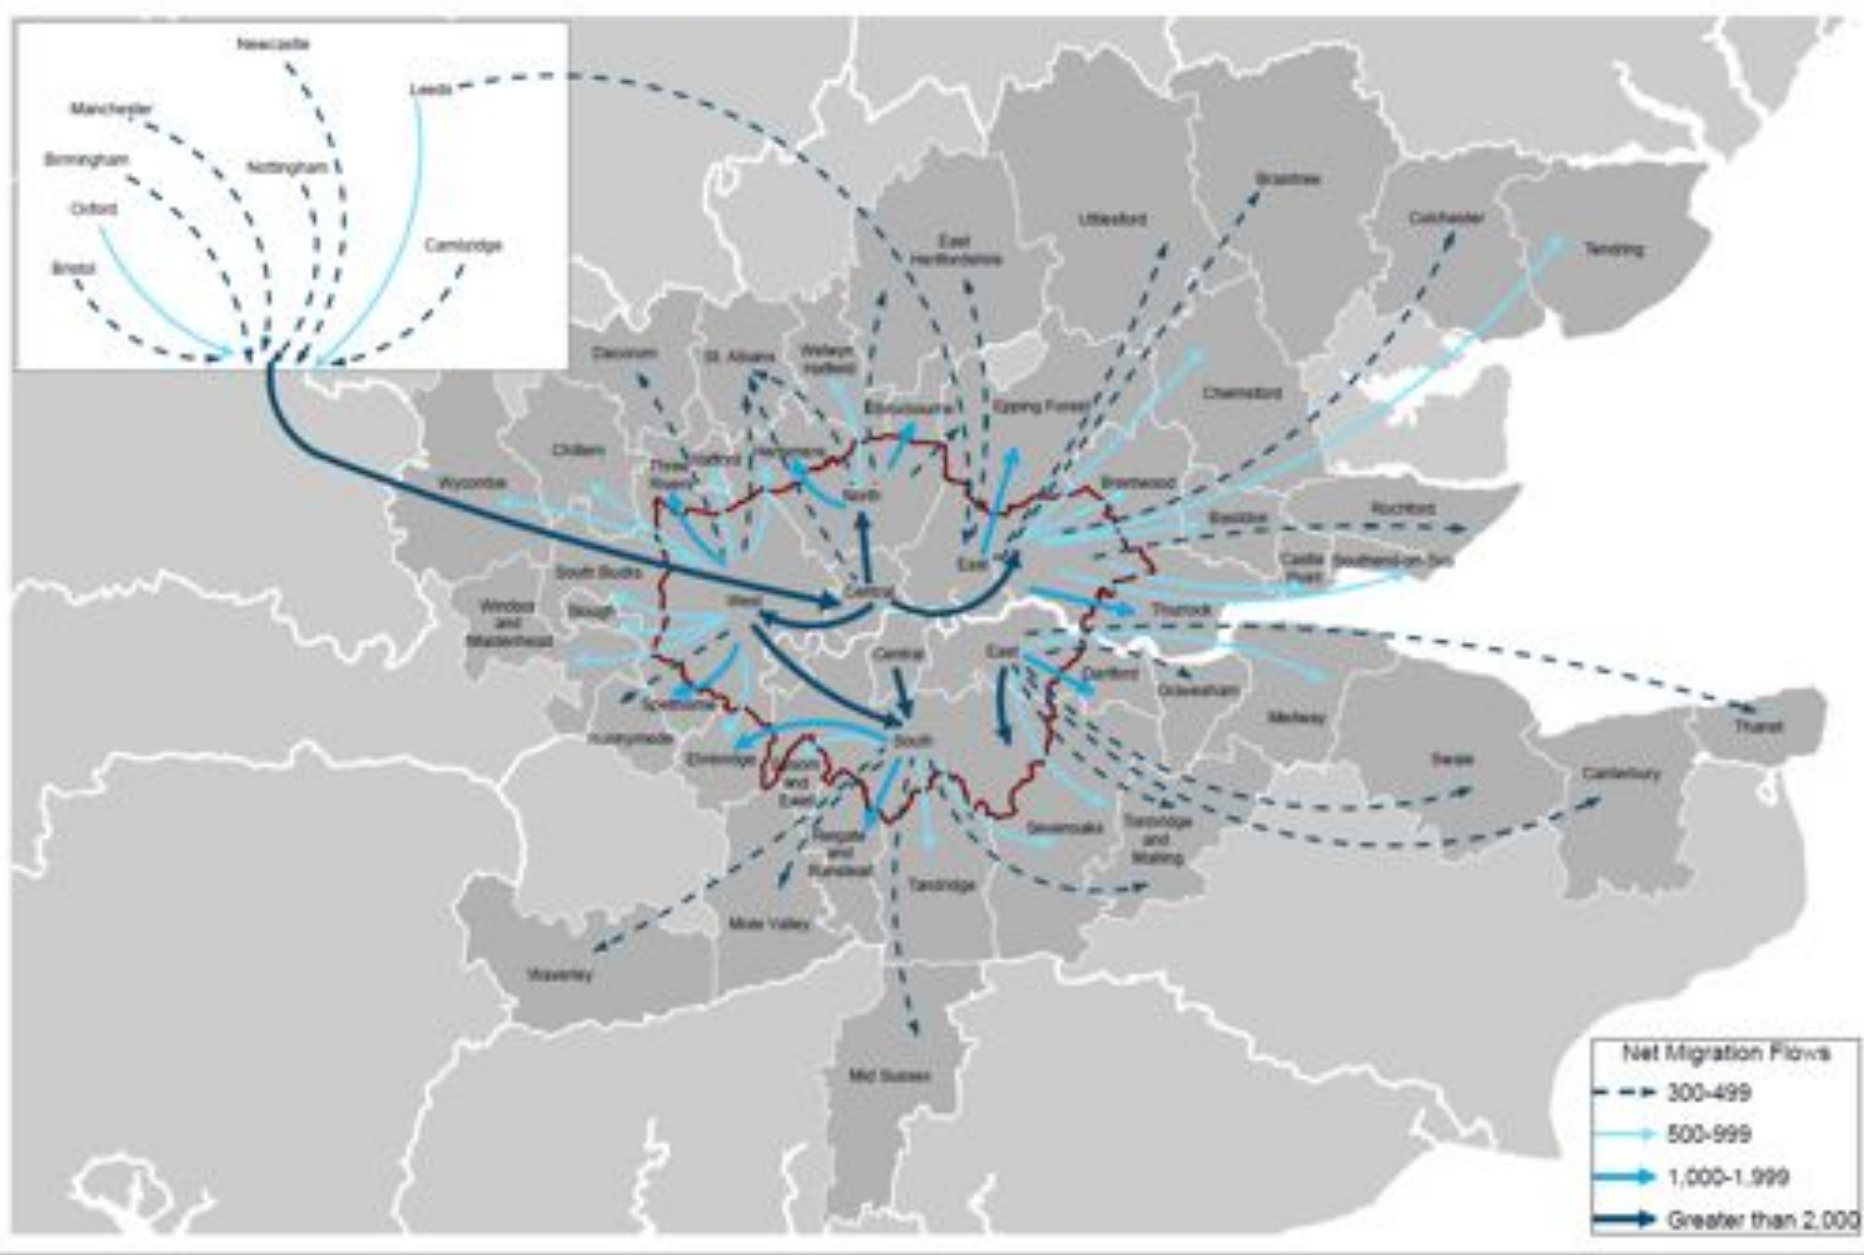 Newcastle
Leeds
Manchester
Birmingham
Nottingham
Oxford
Cambridge
Bristol
Braintree
Uttlesford
Colchester
Tendring
East
Hertfordshire
Dacorum
St. Albans
Welwyn
Hatfield
Broxbourne
Epping Forest
Chelmsford
Chiltern
Three
Rivers
Watford
Hertsmere
Wycombe
North
Brentwood
Basildon
Rochford
Castle
Point
Southend-on-Sea
South Bucks
East
West
Central
Slough
Windsor
and
Maidenhead
Thurrock
Central
East
Dartford
Gravesham
Medway
Spelthorne
Runnymede
Elmbridge
South
Epsom
and
Ewell
Swale
Canterbury
Thanet
Reigate
and
Banstead
Sevenoaks
Tonbridge
and
Malling
Tandridge
Mole Valley
Waverley
Mid Sussex
Net Migration Flows
300-499
500-999
1,000-1,999
Greater than 2,000